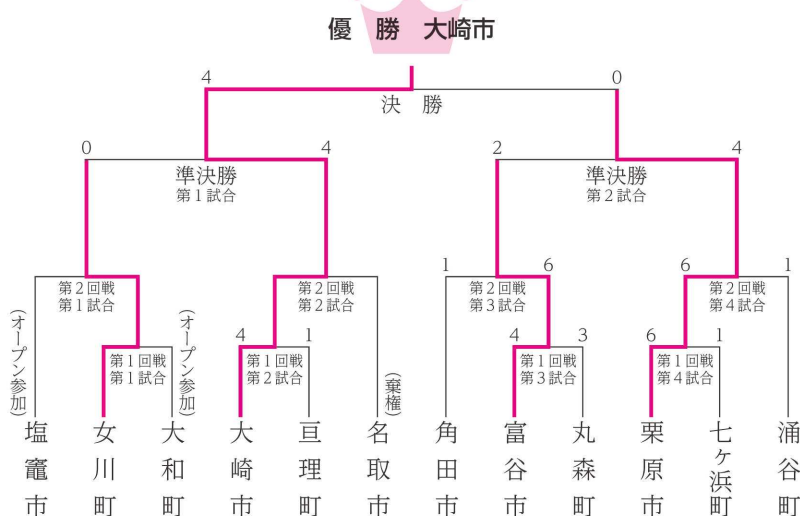 優 勝 大崎市
4
0
決 勝
0
4
2
4
準決勝
第1試合
準決勝
第2試合
1
6
6
1
第2回戦
第1試合
第2回戦
第2試合
第2回戦
第3試合
第2回戦
第4試合
(オープン参加)
(オープン参加)
4
1
(棄権)
4
3
6
1
第1回戦
第1試合
第1回戦
第2試合
第1回戦
第3試合
第1回戦
第4試合
塩竈市
女川町
大和町
大崎市
亘理町
名取市
角田市
富谷市
丸森町
栗原市
七ヶ浜町
涌谷町